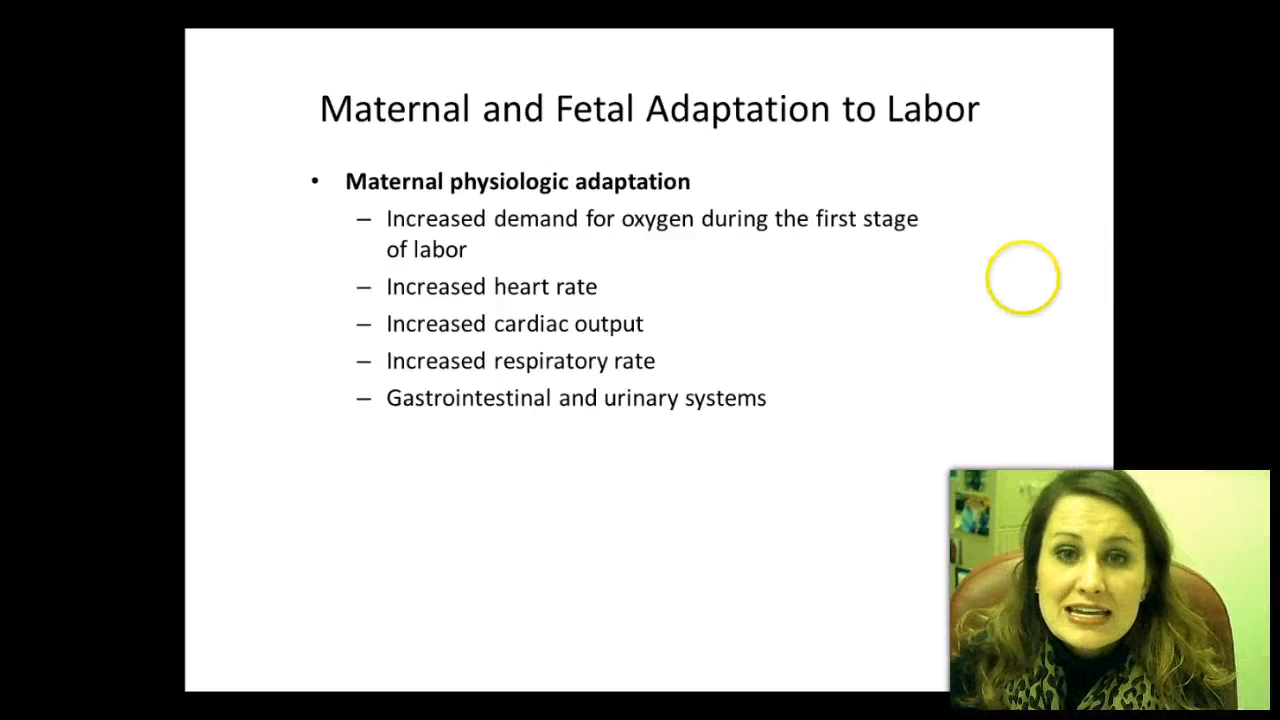 Maternal and Fetal Adaptation to Labor
• Maternal physiologic adaptation
– Increased demand for oxygen during the first stage
of labor
– Increased heart rate
– Increased cardiac output
– Increased respiratory rate
– Gastrointestinal and urinary systems